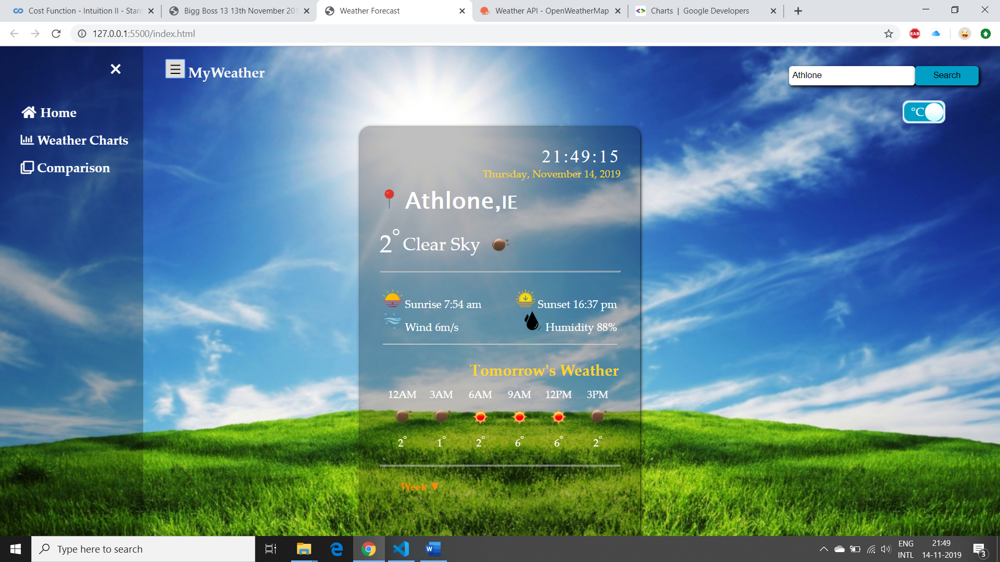 Cost Function - Intuition II - Stan
Bigg Boss 13 13th November 201
Weather Forecast
Weather API - OpenWeatherMap
Charts | Google Developers
127.0.0.1:5500/index.html
EAB
MyWeather
Athlone
Search
°C
Home
Weather Charts
Comparison
21:49:15
Thursday, November 14, 2019
Athlone,IE
2° Clear Sky
Sunrise 7:54 am
Sunset 16:37 pm
Wind 6m/s
Humidity 88%
Tomorrow's Weather
12AM 3AM 6AM 9AM 12PM 3PM
2° 1° 2° 6° 6° 2°
Week ▼
Type here to search
ENG
INTL
21:49
14-11-2019
3